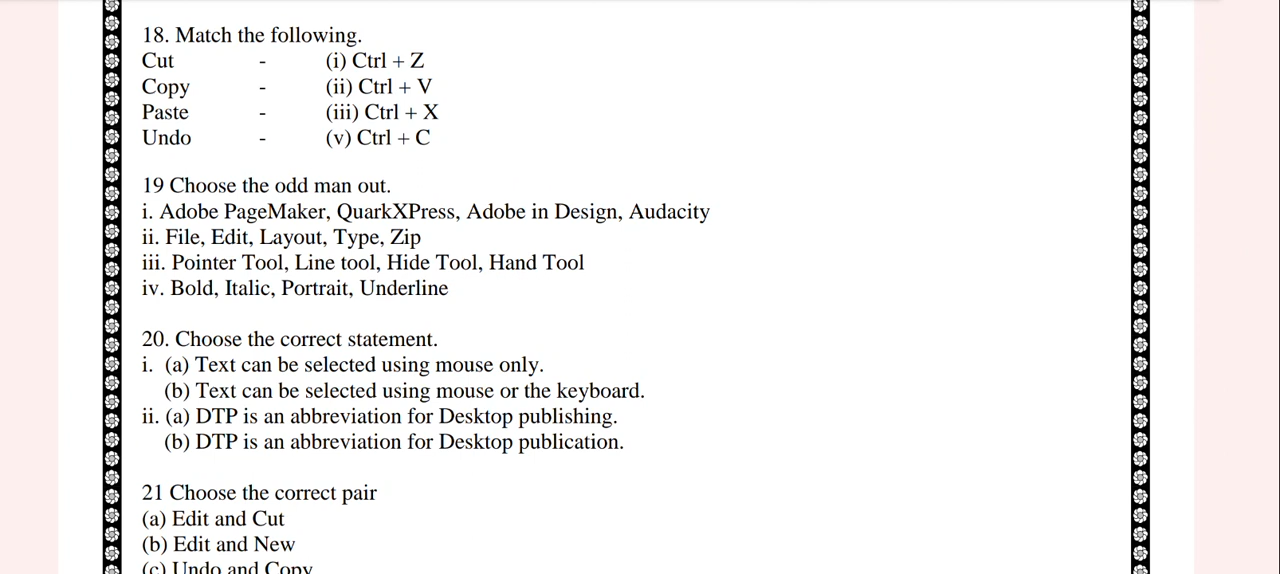 18. Match the following.
Cut - (i) Ctrl + Z
Copy - (ii) Ctrl + V
Paste - (iii) Ctrl + X
Undo - (v) Ctrl + C
19 Choose the odd man out.
i. Adobe PageMaker, QuarkXPress, Adobe in Design, Audacity
ii. File, Edit, Layout, Type, Zip
iii. Pointer Tool, Line tool, Hide Tool, Hand Tool
iv. Bold, Italic, Portrait, Underline
20. Choose the correct statement.
i. (a) Text can be selected using mouse only.
(b) Text can be selected using mouse or the keyboard.
ii. (a) DTP is an abbreviation for Desktop publishing.
(b) DTP is an abbreviation for Desktop publication.
21 Choose the correct pair
(a) Edit and Cut
(b) Edit and New
(c) Undo and Copy